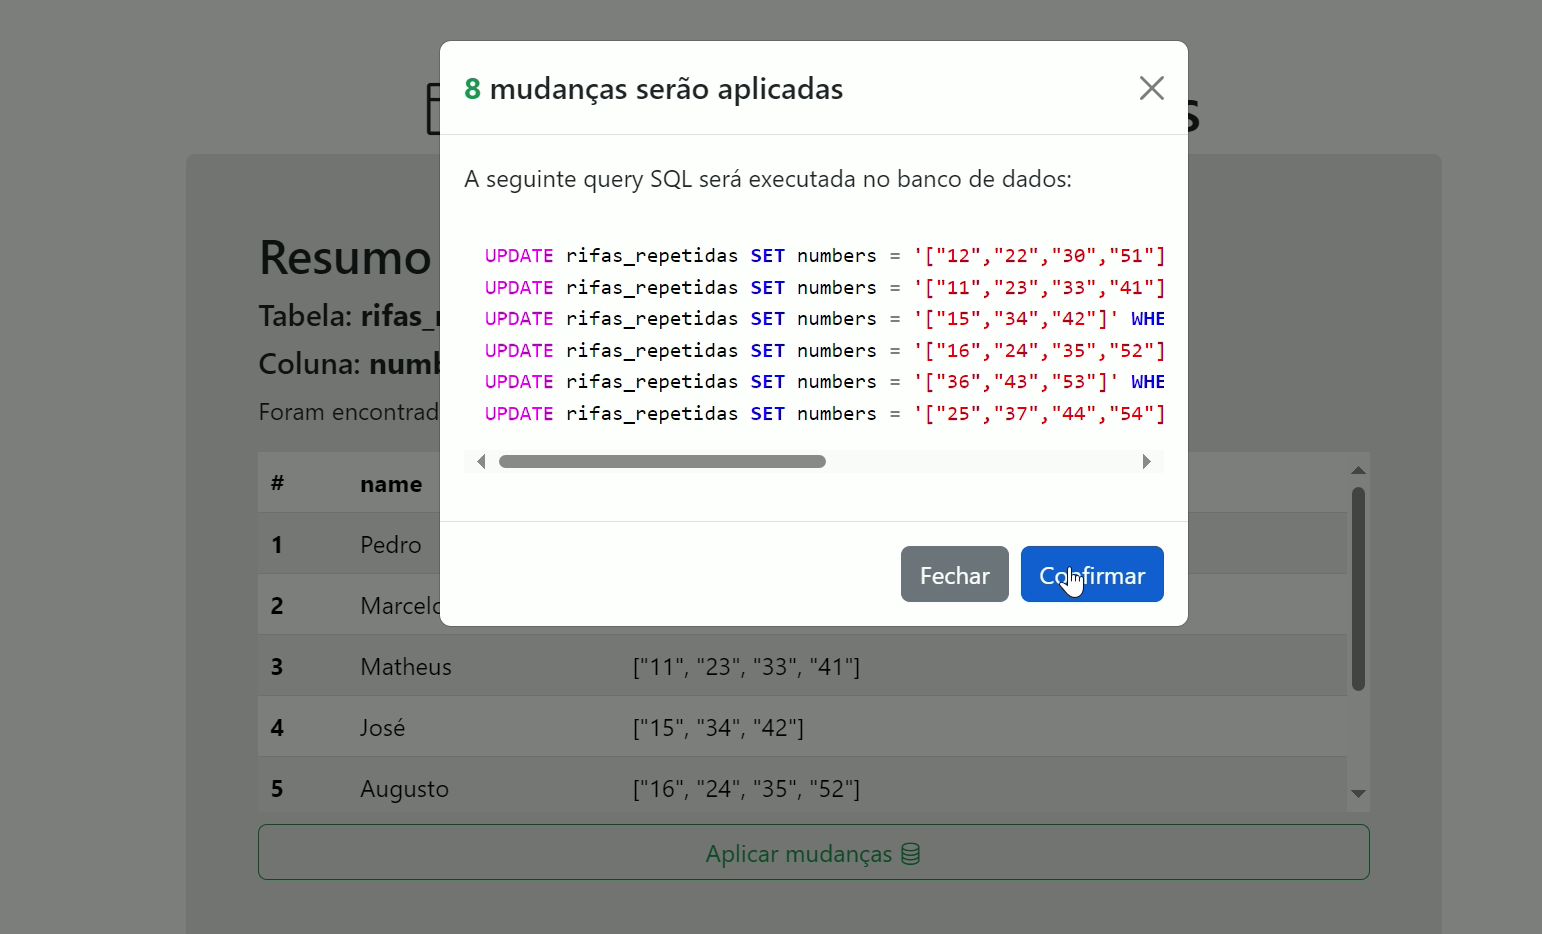 8 mudanças serão aplicadas
A seguinte query SQL será executada no banco de dados:
UPDATE rifas_repetidas SET numbers = '["12","22","30","51"]
UPDATE rifas_repetidas SET numbers = '["11","23","33","41"]
UPDATE rifas_repetidas SET numbers = '["15","34","42"]' WHE
UPDATE rifas_repetidas SET numbers = '["16","24","35","52"]
UPDATE rifas_repetidas SET numbers = '["36","43","53"]' WHE
UPDATE rifas_repetidas SET numbers = '["25","37","44","54"]
Fechar Confirmar
Resumo
Tabela: rifas_
Coluna:
Foram
# name
1 Pedro
2 Marcelo
3 Matheus ["11", "23", "33", "41"]
4 José ["15", "34", "42"]
5 Augusto ["16", "24", "35", "52"]
Aplicar mudanças